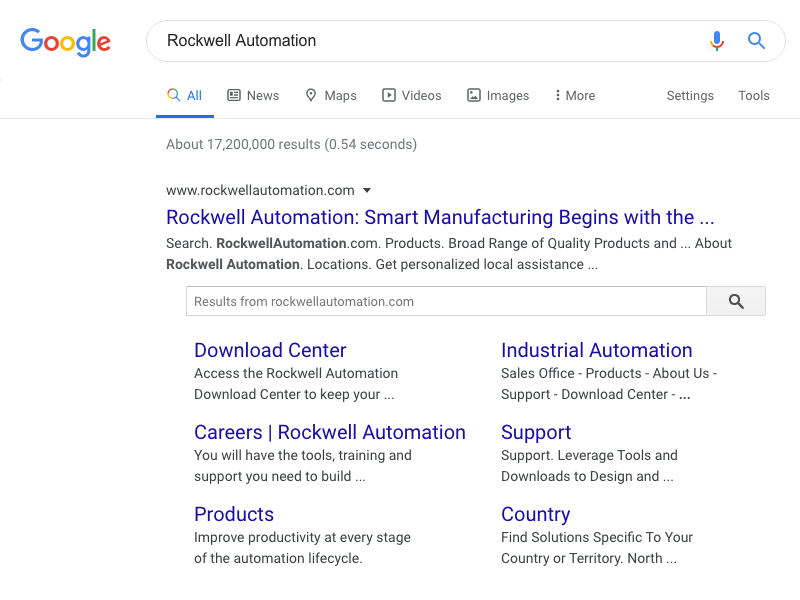 Google
Rockwell Automation
All News Maps Videos Images More Settings Tools
About 17,200,000 results (0.54 seconds)
www.rockwellautomation.com
Rockwell Automation: Smart Manufacturing Begins with the ...
Search. RockwellAutomation.com. Products. Broad Range of Quality Products and ... About
Rockwell Automation. Locations. Get personalized local assistance ...
Results from rockwellautomation.com
Download Center
Access the Rockwell Automation
Download Center to keep your ...
Industrial Automation
Sales Office - Products - About Us -
Support - Download Center - ...
Careers | Rockwell Automation
You will have the tools, training and
support you need to build ...
Support
Support. Leverage Tools and
Downloads to Design and ...
Products
Improve productivity at every stage
of the automation lifecycle.
Country
Find Solutions Specific To Your
Country or Territory. North ...